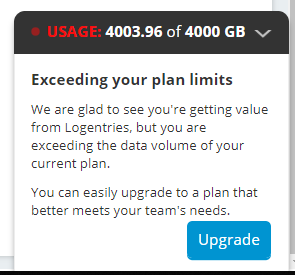 USAGE: 4003.96 of 4000 GB
Exceeding your plan limits
We are glad to see you're getting value
from Logentries, but you are
exceeding the data volume of your
current plan.
You can easily upgrade to a plan that
better meets your team's needs.
Upgrade